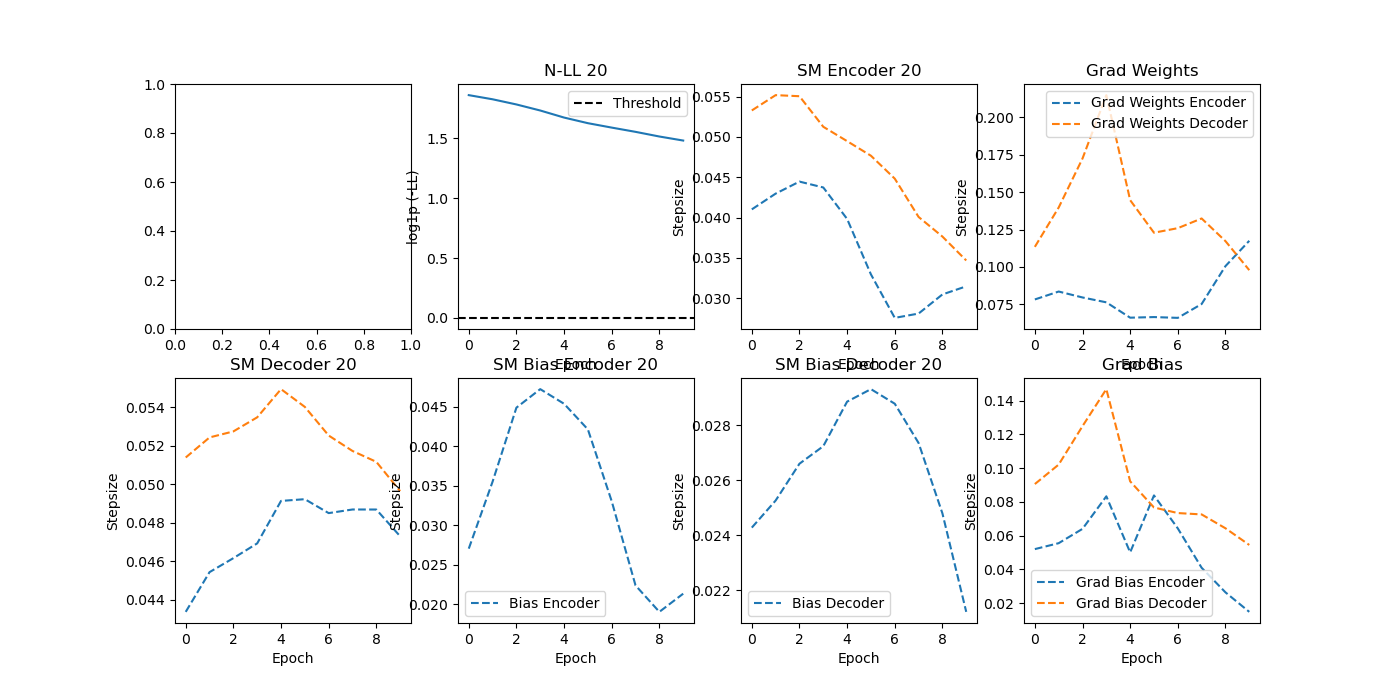 N-LL 20
SM Encoder 20
Grad Weights
1.0
0.8
0.6
0.4
0.2
0.0
0.0 0.2 0.4 0.6 0.8 1.0
log1p (-LL)
1.5
1.0
0.5
0.0
Threshold
0 2 4 6 8
Epoch
Stepsize
0.055
0.050
0.045
0.040
0.035
0.030
0 2 4 6 8
Epoch
Stepsize
0.200
0.175
0.150
0.125
0.100
0.075
Grad Weights Encoder
Grad Weights Decoder
0 2 4 6 8
Epoch
SM Decoder 20
Stepsize
0.054
0.052
0.050
0.048
0.046
0.044
0 2 4 6 8
Epoch
SM Bias Encoder 20
Stepsize
0.045
0.040
0.035
0.030
0.025
0.020
Bias Encoder
0 2 4 6 8
Epoch
SM Bias Decoder 20
Stepsize
0.028
0.026
0.024
0.022
Bias Decoder
0 2 4 6 8
Epoch
Grad Bias
Stepsize
0.14
0.12
0.10
0.08
0.06
0.04
0.02
Grad Bias Encoder
Grad Bias Decoder
0 2 4 6 8
Epoch